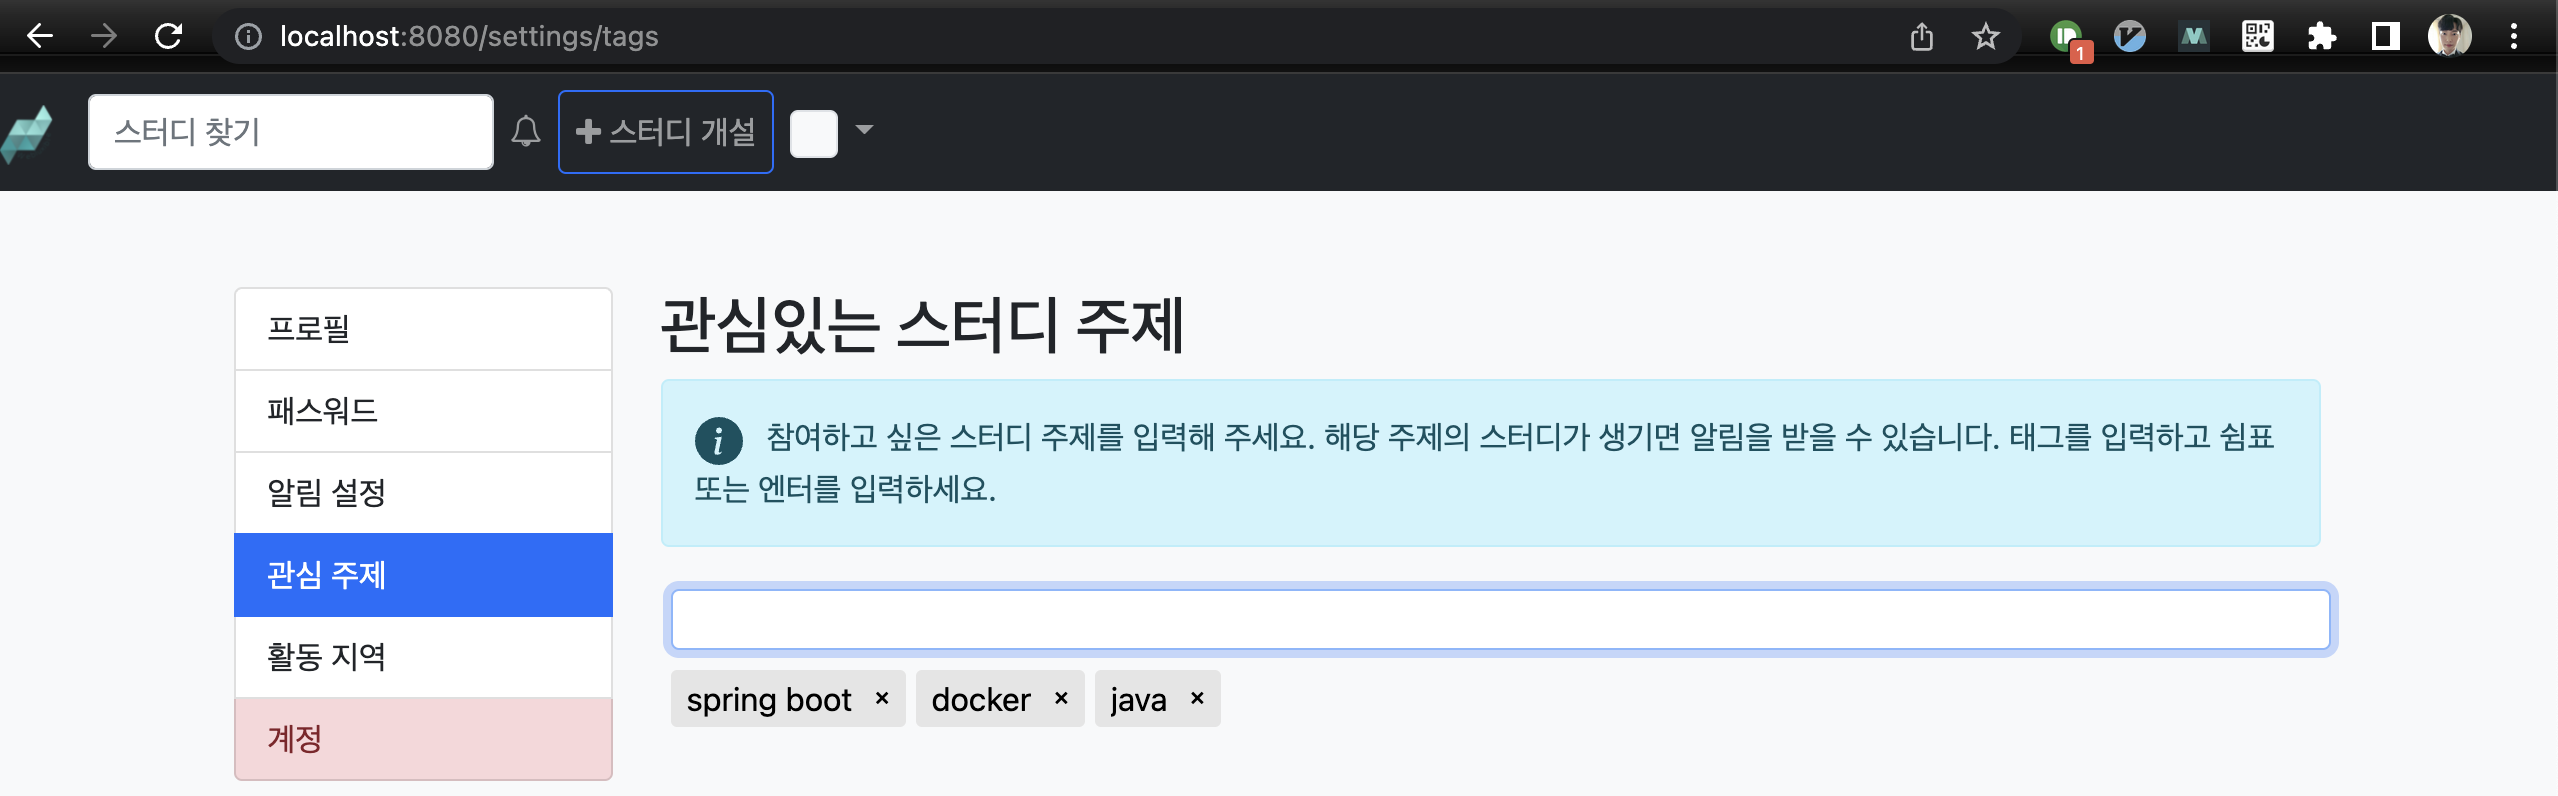 localhost:8080/settings/tags
1
스터디 찾기
스터디 개설
프로필
패스워드
알림 설정
관심 주제
활동 지역
계정
관심있는 스터디 주제
참여하고 싶은 스터디 주제를 입력해 주세요. 해당 주제의 스터디가 생기면 알림을 받을 수 있습니다. 태그를 입력하고 쉼표
또는 엔터를 입력하세요.
spring boot × docker × java ×